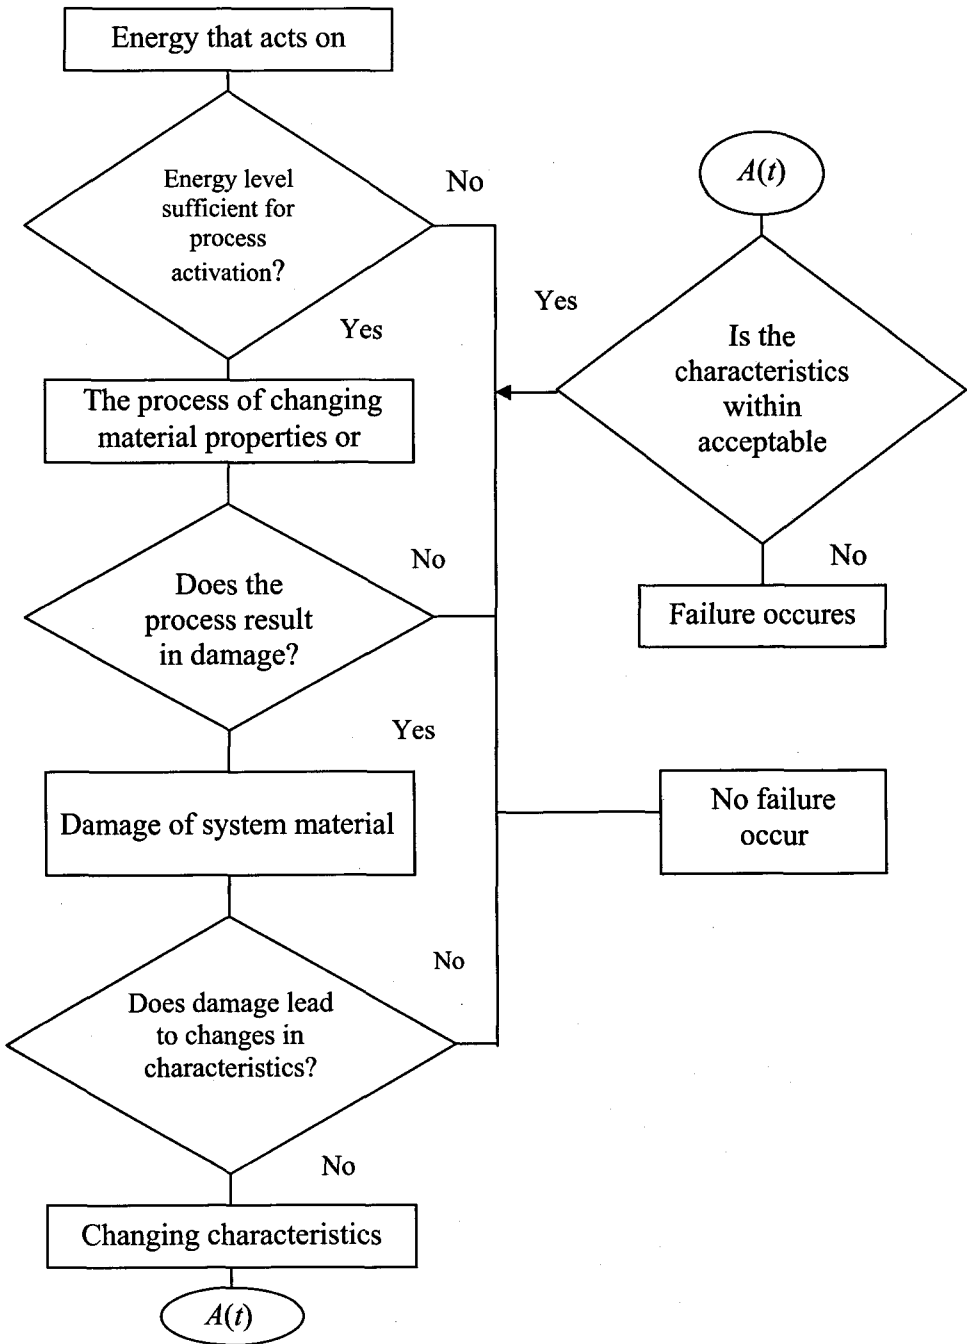 Energy that acts on
Energy level
sufficient for
process
activation?
No
Yes
The process of changing
material properties or
Does the
process result
in damage?
No
Yes
Damage of system material
Does damage lead
to changes in
characteristics?
No
No
Changing characteristics
A(t)
A(t)
Is the
characteristics
within
acceptable
Yes
No
Failure occures
No failure
occur